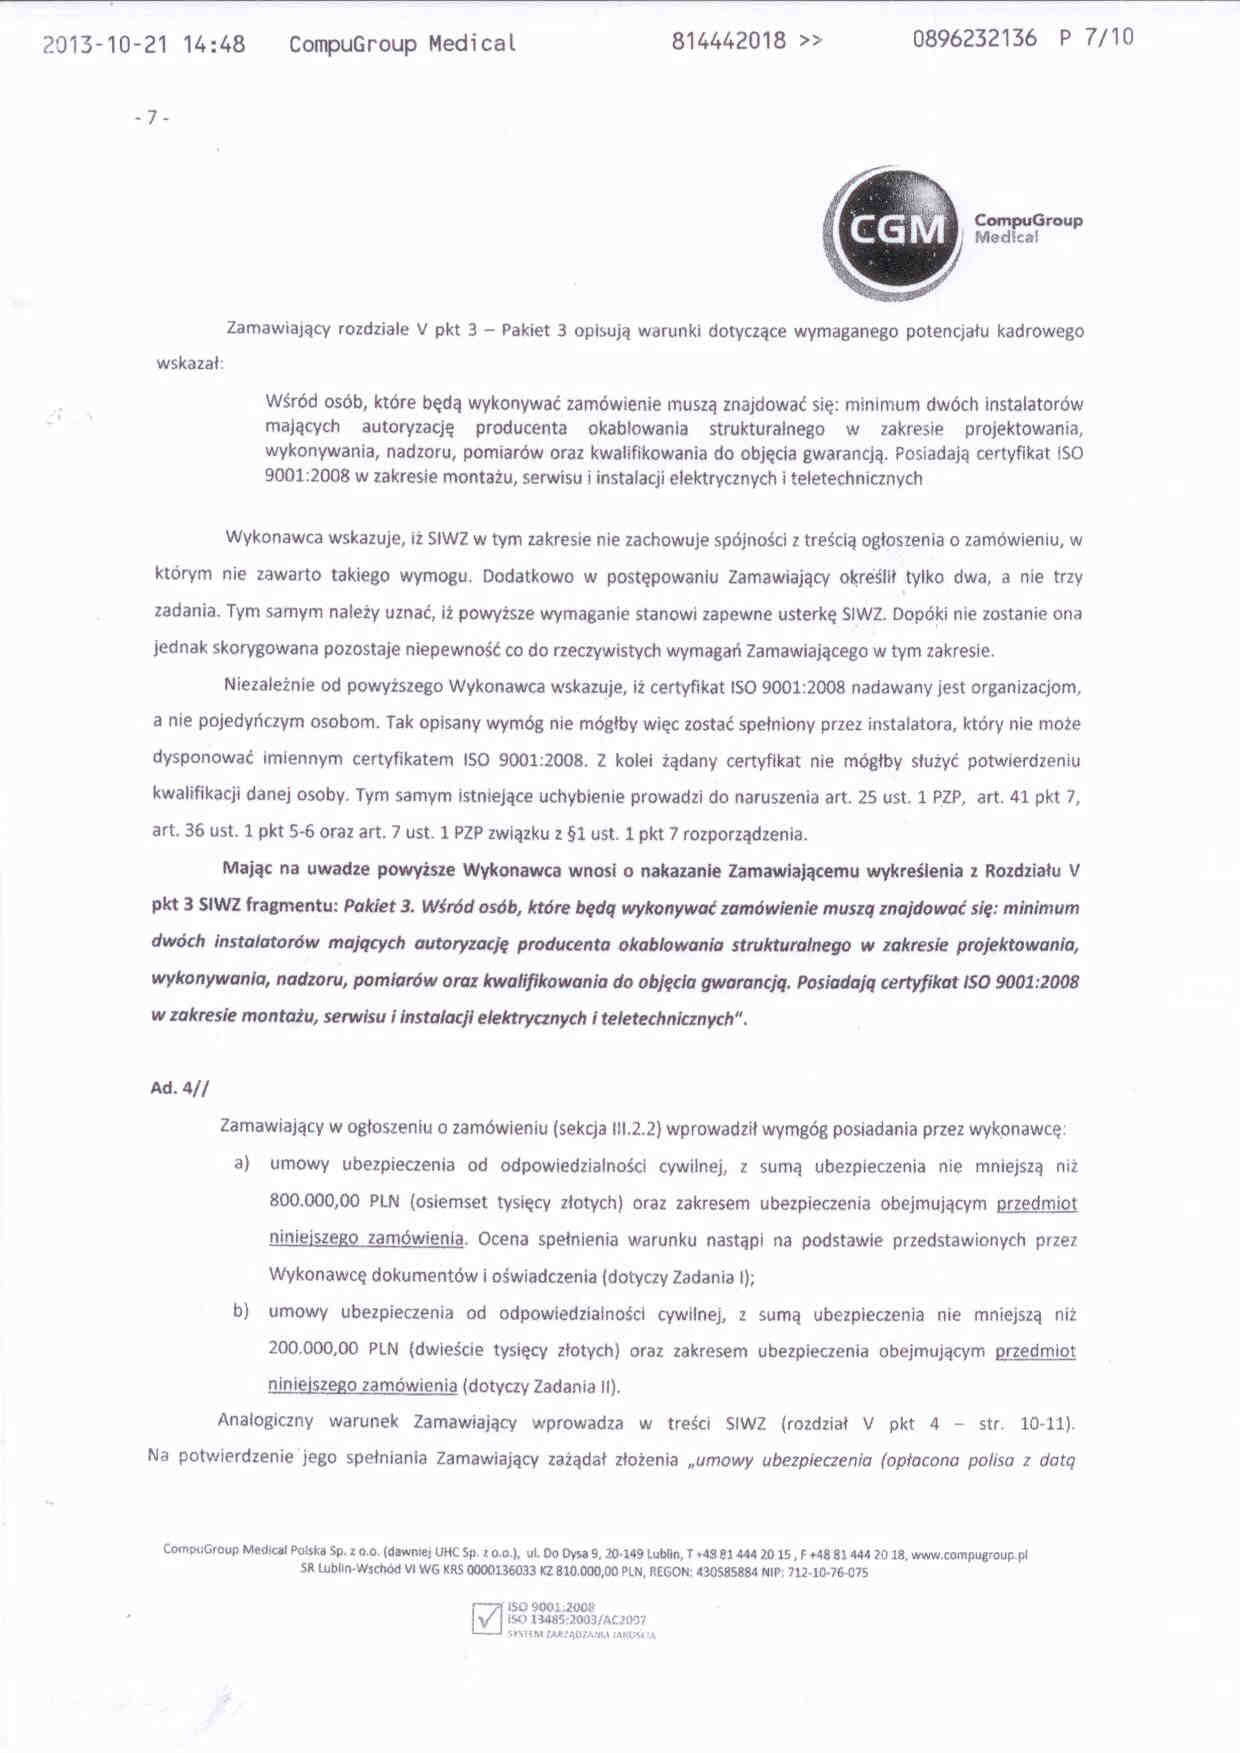 2013-10-21 14:48 CompuGroup Medical 814442018 >> 0896232136 P 7/10
- 7 -
CGM CompuGroup
Medical
Zamawiający rozdziale V pkt 3 – Pakiet 3 opisują warunki dotyczące wymaganego potencjału kadrowego
wskazał:
Wśród osób, które będą wykonywać zamówienie muszą znajdować się: minimum dwóch instalatorów
mających autoryzację producenta okablowania strukturalnego w zakresie projektowania,
wykonywania, nadzoru, pomiarów oraz kwalifikowania do objęcia gwarancją. Posiadają certyfikat ISO
9001:2008 w zakresie montażu, serwisu i instalacji elektrycznych i teletechnicznych
Wykonawca wskazuje, iż SIWZ w tym zakresie nie zachowuje spójności z treścią ogłoszenia o zamówieniu, w
którym nie zawarto takiego wymogu. Dodatkowo w postępowaniu Zamawiający określił tylko dwa, a nie trzy
zadania. Tym samym należy uznać, iż powyższe wymaganie stanowi zapewne usterkę SIWZ. Dopóki nie zostanie ona
jednak skorygowana pozostaje niepewność co do rzeczywistych wymagań Zamawiającego w tym zakresie.
Niezależnie od powyższego Wykonawca wskazuje, iż certyfikat ISO 9001:2008 nadawany jest organizacjom,
a nie pojedyńczym osobom. Tak opisany wymóg nie mógłby więc zostać spełniony przez instalatora, który nie może
dysponować imiennym certyfikatem ISO 9001:2008. Z kolei żądany certyfikat nie mógłby służyć potwierdzeniu
kwalifikacji danej osoby. Tym samym istniejące uchybienie prowadzi do naruszenia art. 25 ust. 1 PZP, art. 41 pkt 7,
art. 36 ust. 1 pkt 5-6 oraz art. 7 ust. 1 PZP związku z §1 ust. 1 pkt 7 rozporządzenia.
Mając na uwadze powyższe Wykonawca wnosi o nakazanie Zamawiającemu wykreślenia z Rozdziału V
pkt 3 SIWZ fragmentu: Pakiet 3. Wśród osób, które będą wykonywać zamówienie muszą znajdować się: minimum
dwóch instalatorów mających autoryzację producenta okablowania strukturalnego w zakresie projektowania,
wykonywania, nadzoru, pomiarów oraz kwalifikowania do objęcia gwarancją. Posiadają certyfikat ISO 9001:2008
w zakresie montażu, serwisu i instalacji elektrycznych i teletechnicznych".
Ad. 4//
Zamawiający w ogłoszeniu o zamówieniu (sekcja III.2.2) wprowadził wymgóg posiadania przez wykonawcę:
a) umowy ubezpieczenia od odpowiedzialności cywilnej, z sumą ubezpieczenia nie mniejszą niż
800.000,00 PLN (osiemset tysięcy złotych) oraz zakresem ubezpieczenia obejmującym przedmiot
niniejszego zamówienia. Ocena spełnienia warunku nastąpi na podstawie przedstawionych przez
Wykonawcę dokumentów i oświadczenia (dotyczy Zadania I);
b) umowy ubezpieczenia od odpowiedzialności cywilnej, z sumą ubezpieczenia nie mniejszą niż
200.000,00 PLN (dwieście tysięcy złotych) oraz zakresem ubezpieczenia obejmującym przedmiot
niniejszego zamówienia (dotyczy Zadania II).
Analogiczny warunek Zamawiający wprowadza w treści SIWZ (rozdział V pkt 4 – str. 10-11).
Na potwierdzenie jego spełniania Zamawiający zażądał złożenia „umowy ubezpieczenia (opłacona polisa z datą
CompuGroup Medical Polska Sp. z o.o. (dawniej UHC Sp. z o.o.), ul. Do Dysa 9, 20-149 Lublin, T +48 81 444 20 15, F +48 81 444 20 18, www.compugroup.pl
SR Lublin-Wschód VI WG KRS 0000136033 KZ 810.000,00 PLN, REGON: 430585884 NIP: 712-10-76-075
ISO 9001:2008
ISO 13485:2003/AC2007
SYSTEM ZARZĄDZANIA JAKOŚCIĄ